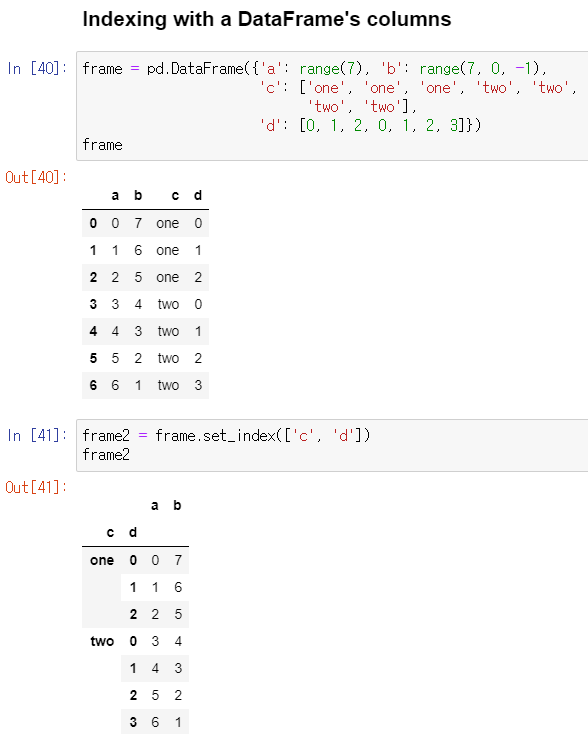 Indexing with a DataFrame's columns
In [40]: frame = pd.DataFrame({'a': range(7), 'b': range(7, 0, -1),
'c': ['one', 'one', 'one', 'two', 'two',
'two', 'two'],
'd': [0, 1, 2, 0, 1, 2, 3]})
frame
Out[40]:
a b c d
0 0 7 one 0
1 1 6 one 1
2 2 5 one 2
3 3 4 two 0
4 4 3 two 1
5 5 2 two 2
6 6 1 two 3
In [41]: frame2 = frame.set_index(['c', 'd'])
frame2
Out[41]:
a b
c d
one 0 0 7
1 1 6
2 2 5
two 0 3 4
1 4 3
2 5 2
3 6 1